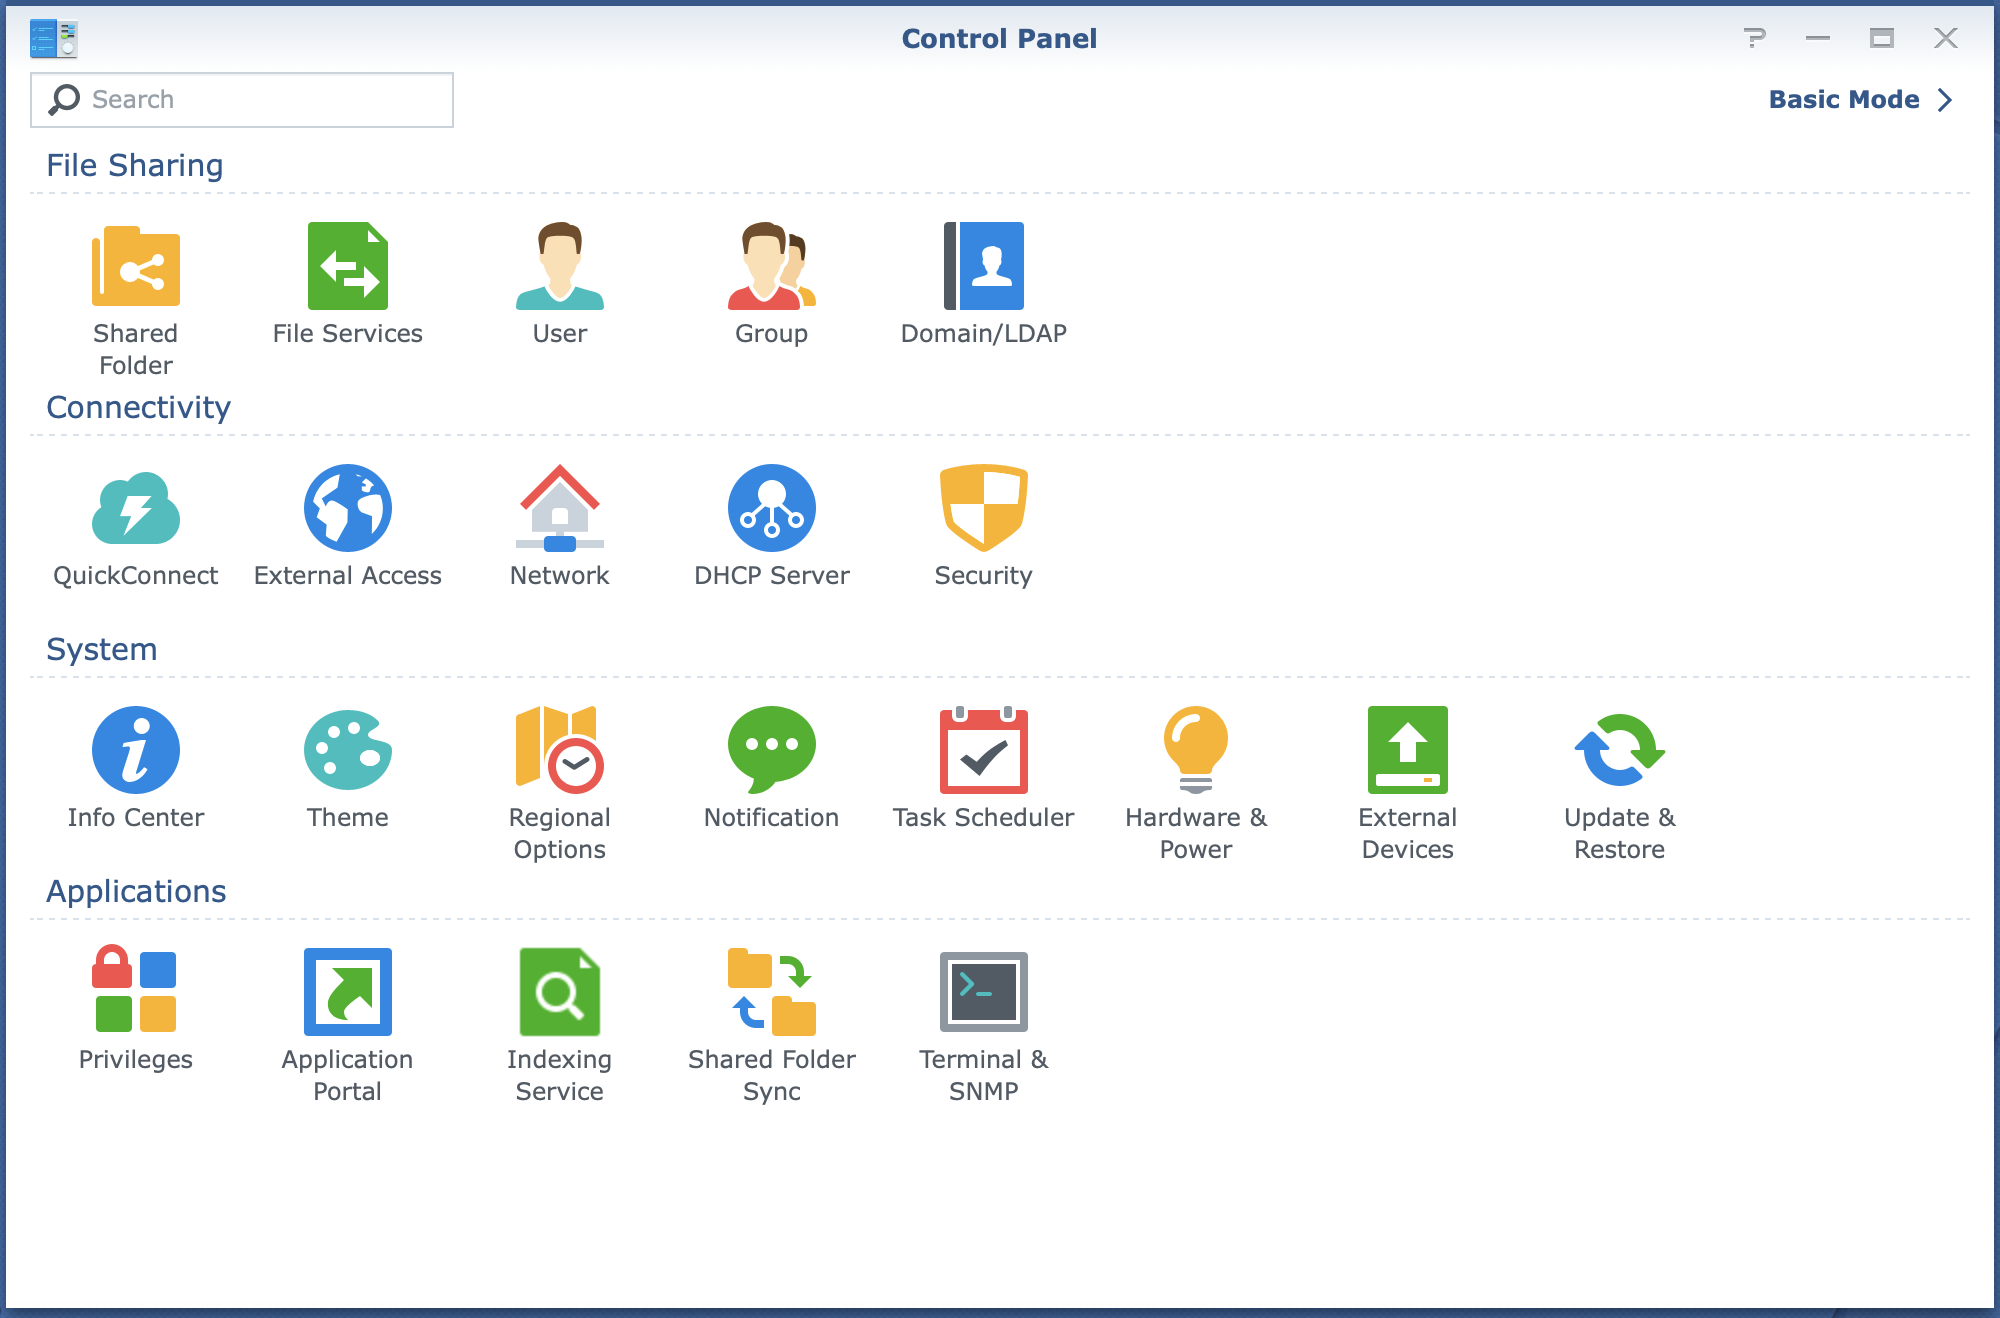 Control Panel
Search
Basic Mode
File Sharing
Shared
Folder
File Services
User
Group
Domain/LDAP
Connectivity
QuickConnect
External Access
Network
DHCP Server
Security
System
Info Center
Theme
Regional
Options
Notification
Task Scheduler
Hardware &
Power
External
Devices
Update &
Restore
Applications
Privileges
Application
Portal
Indexing
Service
Shared Folder
Sync
Terminal &
SNMP